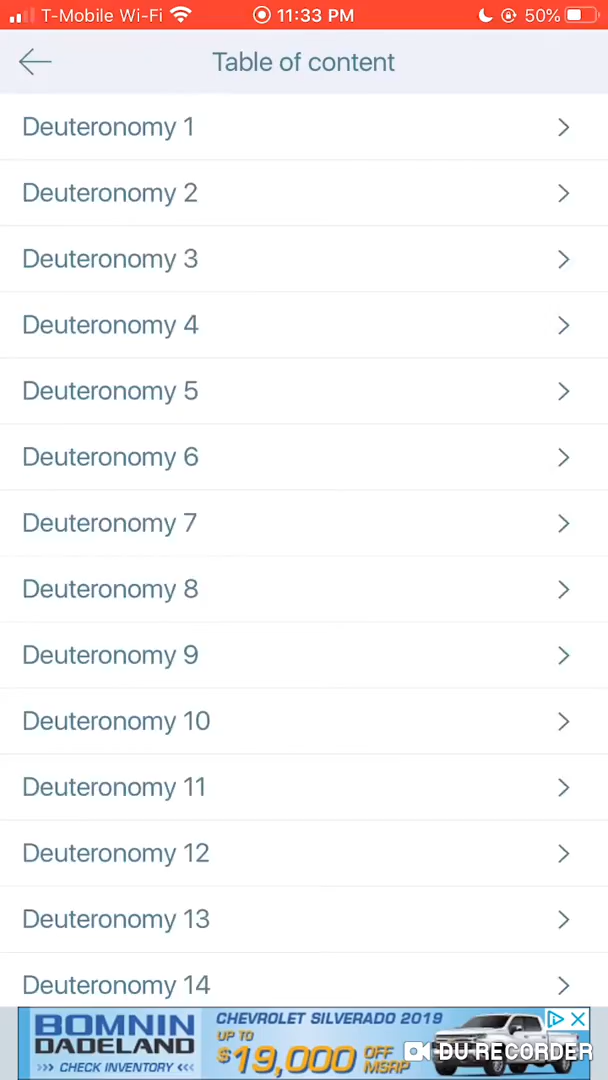 T-Mobile Wi-Fi 11:33 PM 50%
Table of content
Deuteronomy 1
Deuteronomy 2
Deuteronomy 3
Deuteronomy 4
Deuteronomy 5
Deuteronomy 6
Deuteronomy 7
Deuteronomy 8
Deuteronomy 9
Deuteronomy 10
Deuteronomy 11
Deuteronomy 12
Deuteronomy 13
Deuteronomy 14
BOMNIN
DADELAND
>>> CHECK INVENTORY <<<
CHEVROLET SILVERADO 2019
UP TO
$19,000 OFF MSRP
DU RECORDER